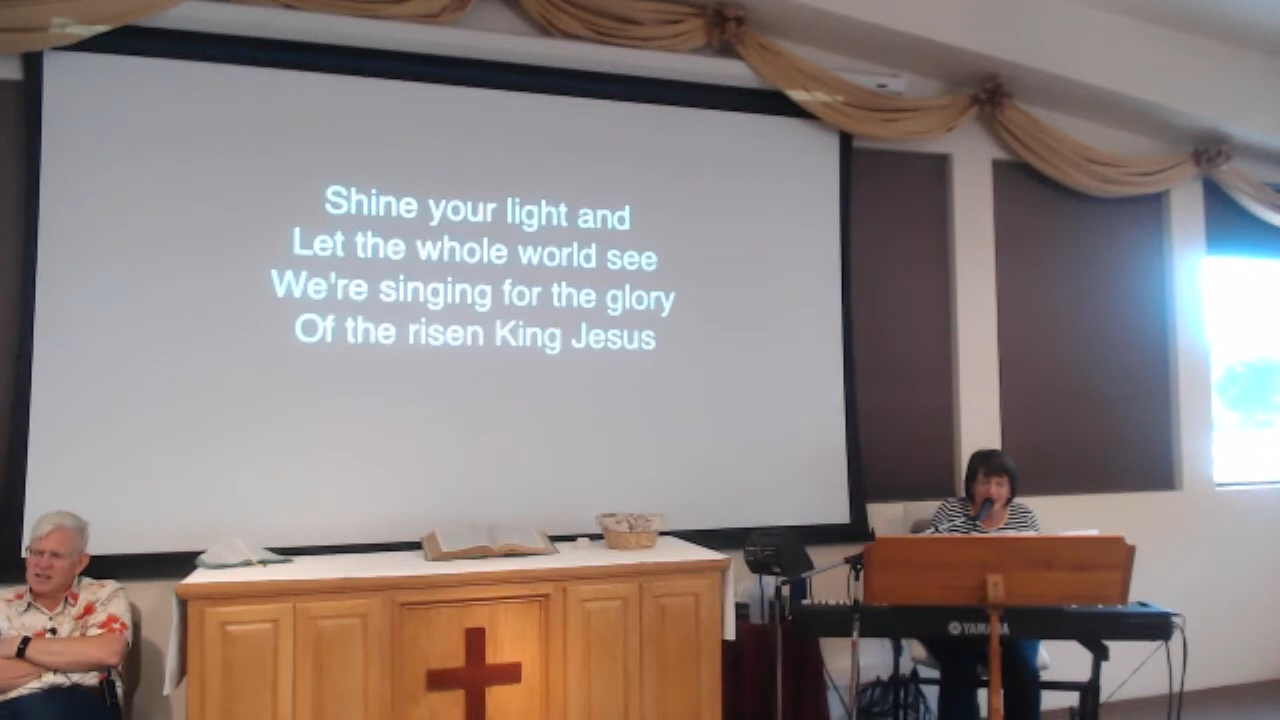 Shine your light and
Let the whole world see
We're singing for the glory
Of the risen King Jesus
YAMAHA